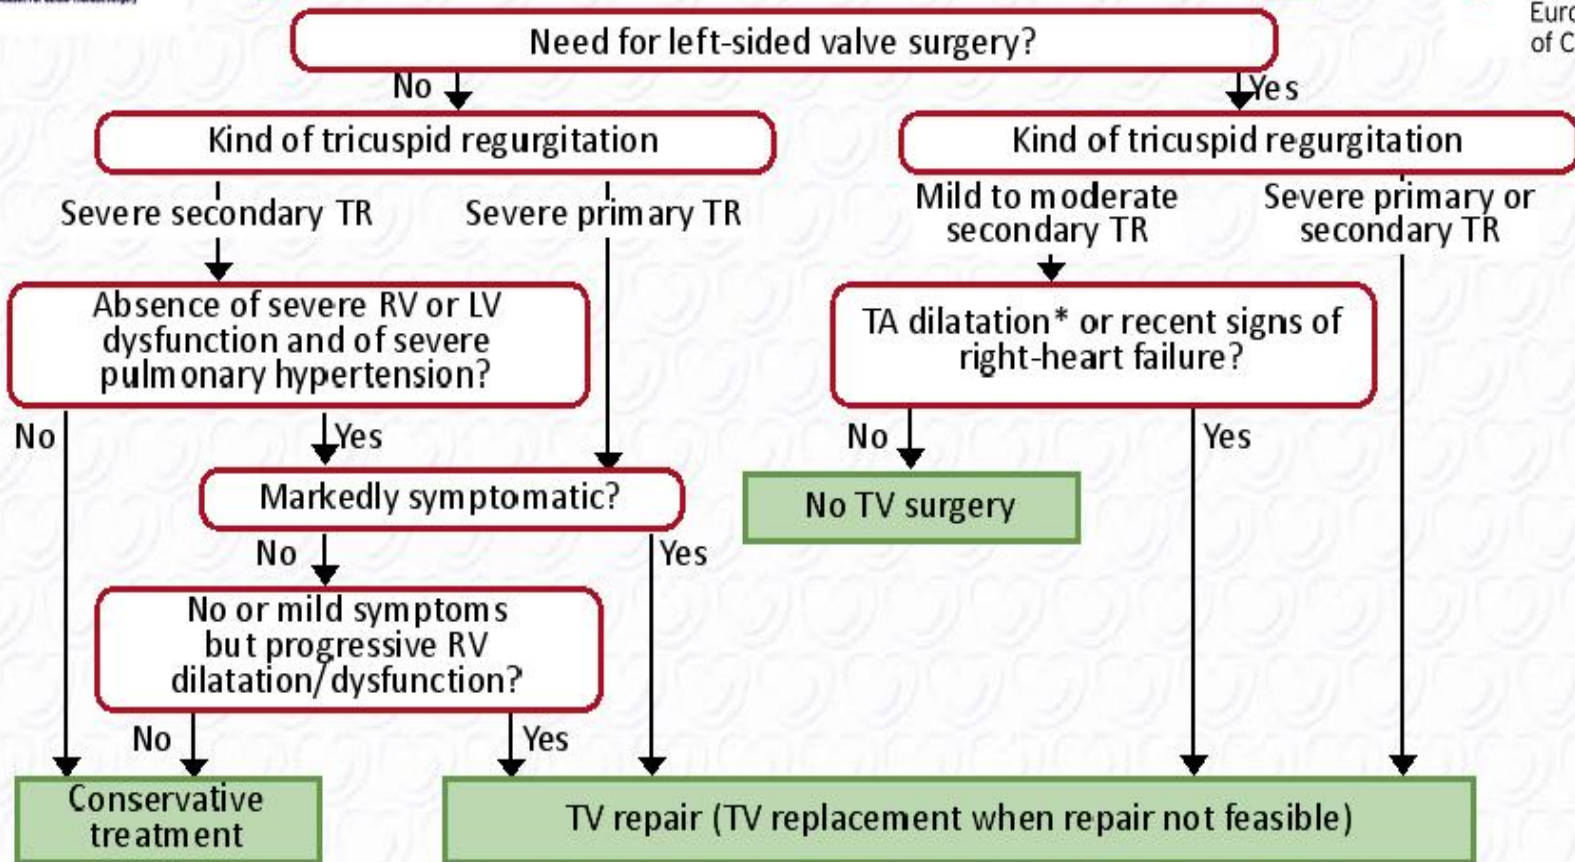 Euro
of C
Need for left-sided valve surgery?
No
Yes
Kind of tricuspid regurgitation
Kind of tricuspid regurgitation
Severe secondary TR
Severe primary TR
Mild to moderate
secondary TR
Severe primary or
secondary TR
Absence of severe RV or LV
dysfunction and of severe
pulmonary hypertension?
TA dilatation* or recent signs of
right-heart failure?
No
Yes
No
Yes
Markedly symptomatic?
No TV surgery
No
Yes
No or mild symptoms
but progressive RV
dilatation/dysfunction?
No
Yes
Conservative
treatment
TV repair (TV replacement when repair not feasible)